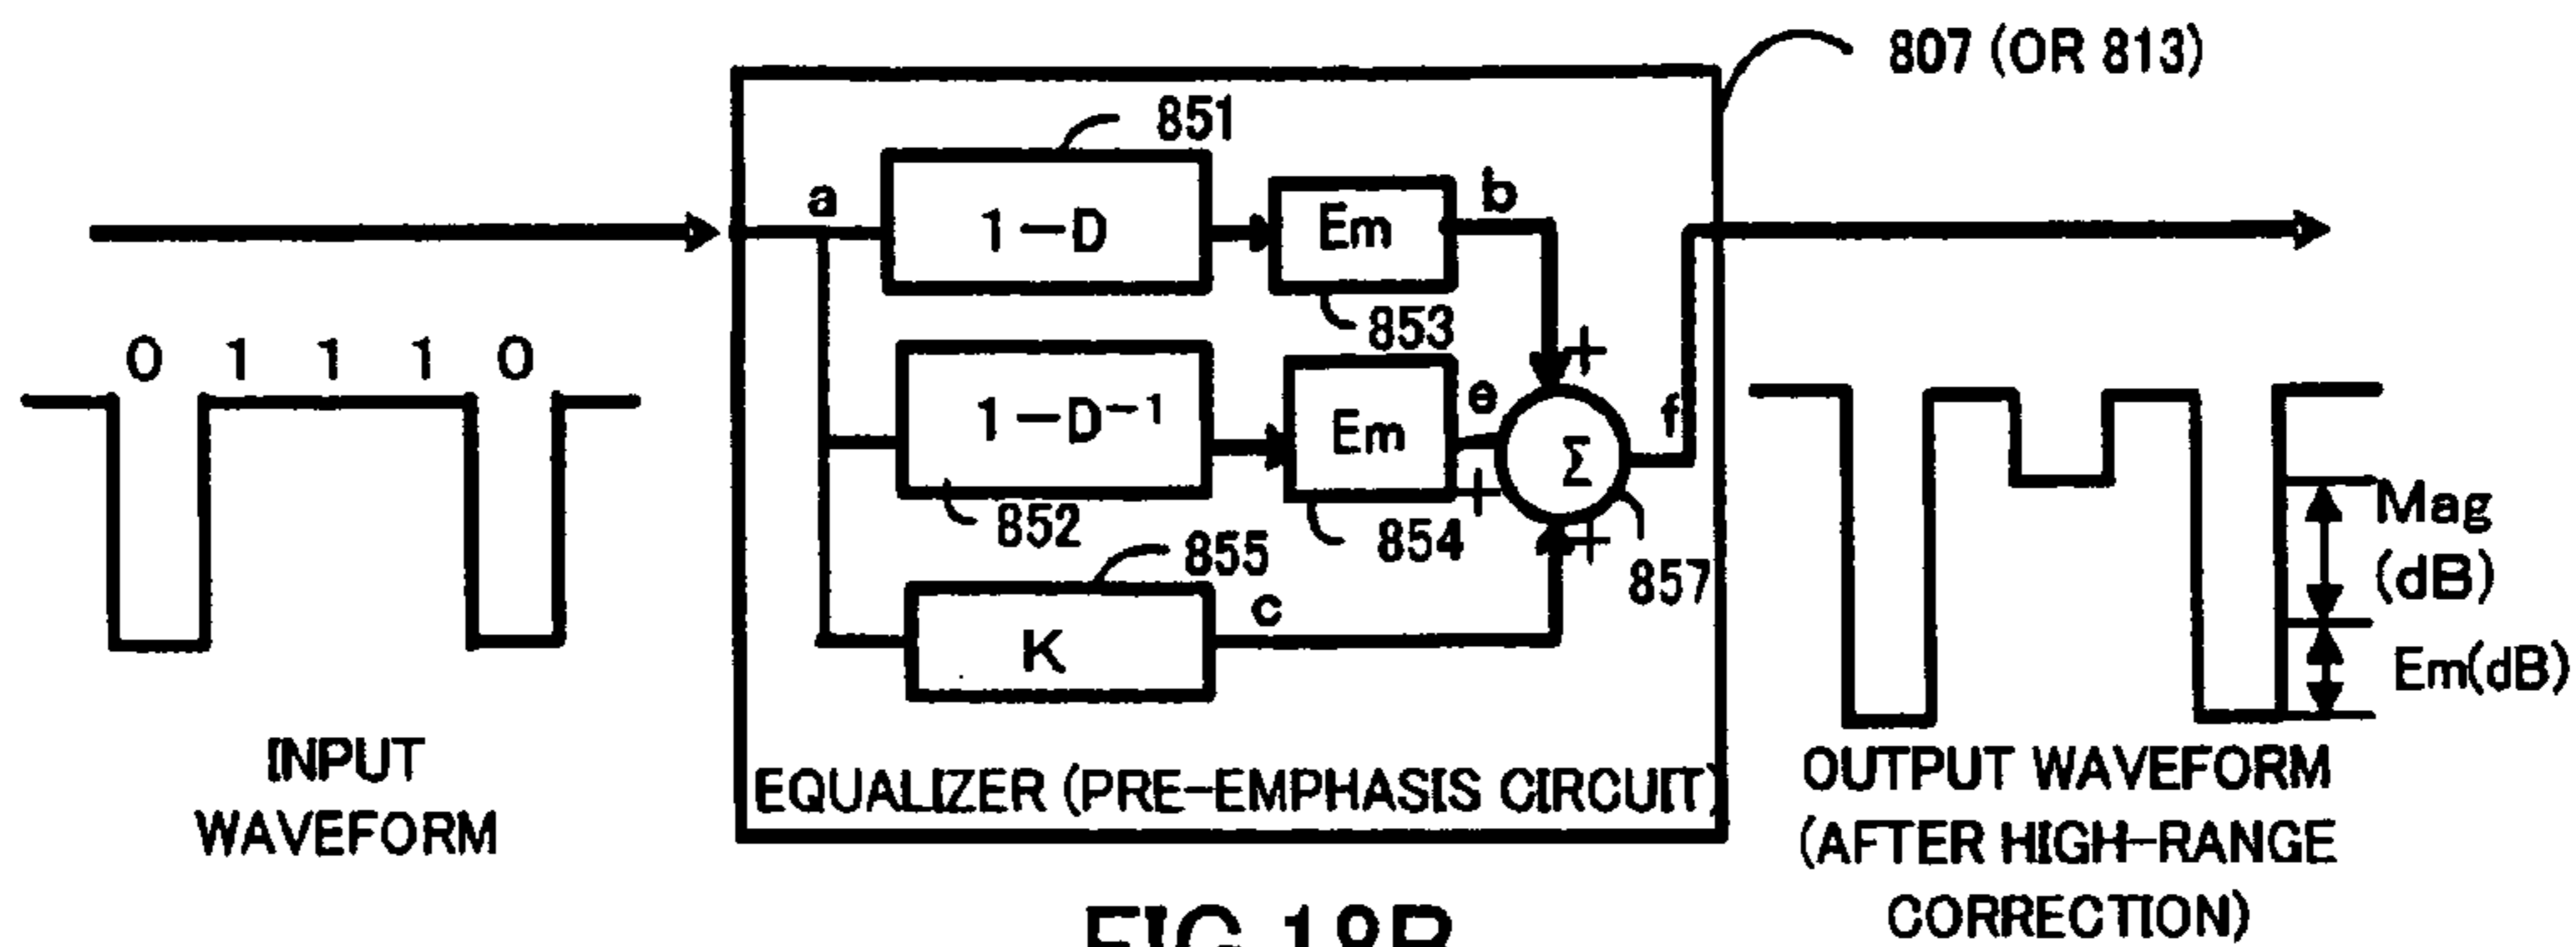 807 (OR 813)
851
a
1-D
Em
b
853
0 1 1 1 0
+
1-D⁻¹
Em
e
Σ
f
+
852
854
855
+
857
K
c
Mag
(dB)
Em(dB)
INPUT
WAVEFORM
EQUALIZER (PRE-EMPHASIS CIRCUIT)
OUTPUT WAVEFORM
(AFTER HIGH-RANGE
CORRECTION)